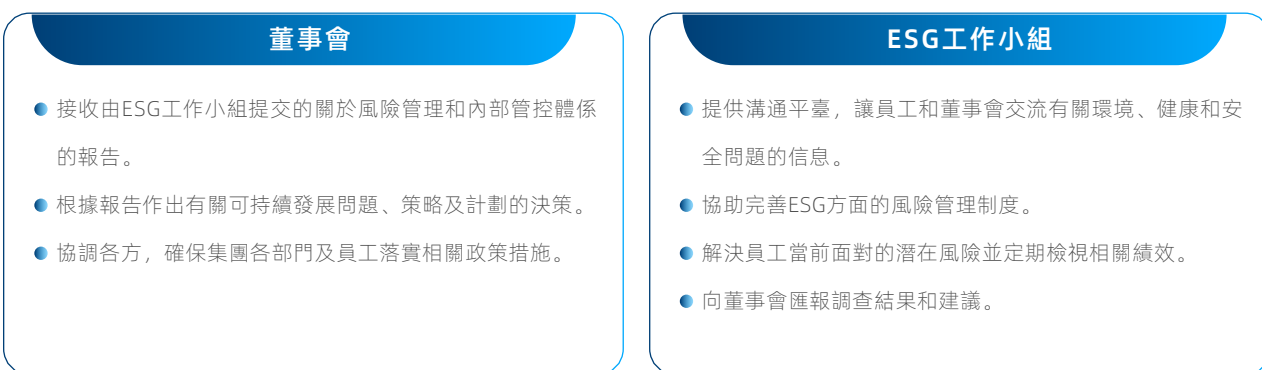 董事會
接收由ESG工作小組提交的關於風險管理和內部管控體係
的報告。
根據報告作出有關可持續發展問題、策略及計劃的決策。
協調各方，確保集團各部門及員工落實相關政策措施。
ESG工作小組
提供溝通平臺，讓員工和董事會交流有關環境、健康和安
全問題的信息。
協助完善ESG方面的風險管理制度。
解決員工當前面對的潛在風險並定期檢視相關績效。
向董事會匯報調查結果和建議。